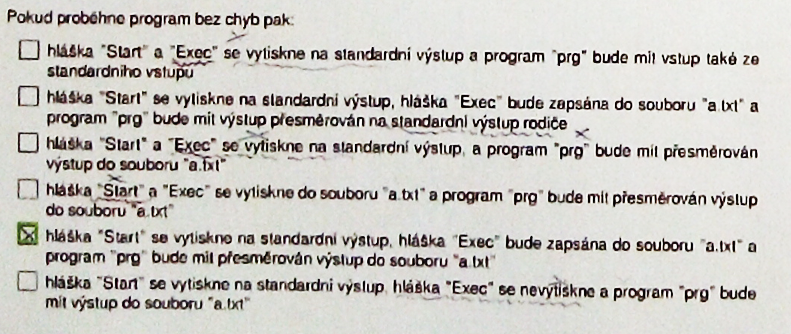 Pokud proběhne program bez chyb pak:
hláška "Start" a "Exec" se vytiskne na standardní výstup a program "prg" bude mít vstup také ze
standardního vstupu
hláška "Start" se vytiskne na standardní výstup, hláška "Exec" bude zapsána do souboru "a.txt" a
program "prg" bude mít výstup přesměrován na standardní výstup rodiče
hláška "Start" a "Exec" se vytiskne na standardní výstup, a program "prg" bude mít přesměrován
výstup do souboru "a.txt"
hláška "Start" a "Exec" se vytiskne do souboru "a.txt" a program "prg" bude mít přesměrován výstup
do souboru "a.txt"
hláška "Start" se vytiskne na standardní výstup, hláška "Exec" bude zapsána do souboru "a.txt" a
program "prg" bude mít přesměrován výstup do souboru "a.txt"
hláška "Start" se vytiskne na standardní výstup, hláška "Exec" se nevytiskne a program "prg" bude
mít výstup do souboru "a.txt"